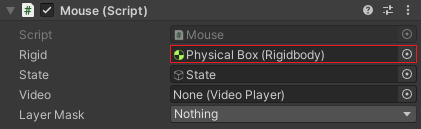 Mouse (Script)
Script Mouse
Rigid Physical Box (Rigidbody)
State State
Video None (Video Player)
Layer Mask Nothing